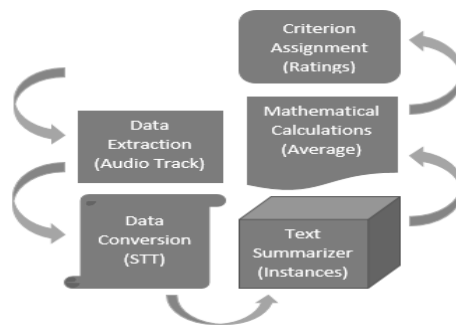 Criterion
Assignment
(Ratings)
Data
Extraction
(Audio Track)
Mathematical
Calculations
(Average)
Data
Conversion
(STT)
Text
Summarizer
(Instances)